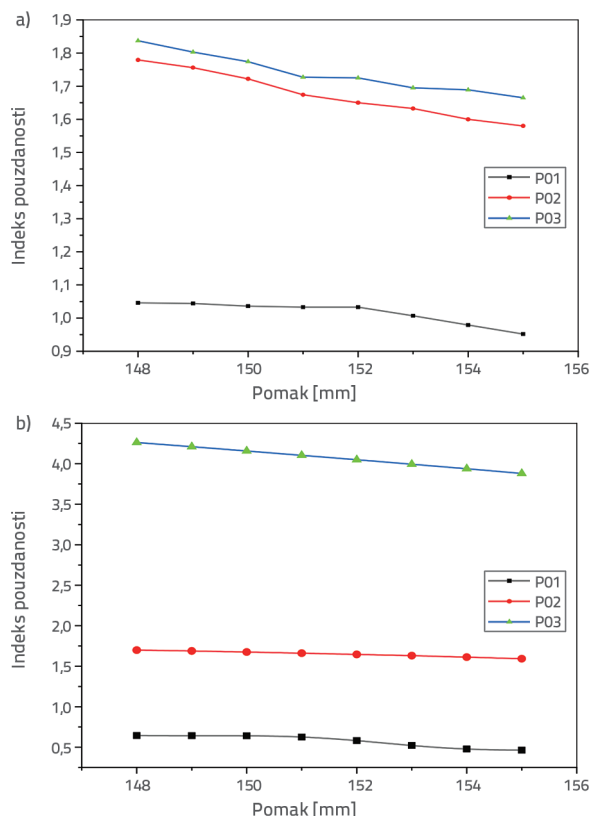 a)
1,9
1,8
1,7
1,6
1,5
1,4
1,3
1,2
1,1
1,0
0,9
Indeks pouzdanosti
P01
P02
P03
148
150
152
154
156
Pomak [mm]
b)
4,5
4,0
3,5
3,0
2,5
2,0
1,5
1,0
0,5
Indeks pouzdanosti
P01
P02
P03
148
150
152
154
156
Pomak [mm]